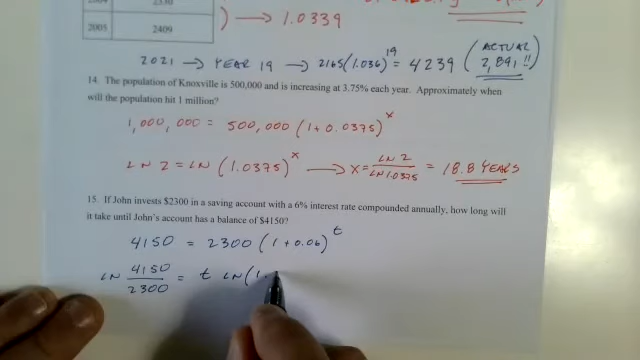 1.0339
2005 2409
2021 → YEAR 19 → 2165(1.036)^19 = 4239 (ACTUAL 2,891!!)
14. The population of Knoxville is 500,000 and is increasing at 3.75% each year. Approximately when
will the population hit 1 million?
1,000,000 = 500,000 (1+0.0375)^x
LN 2 = LN (1.0375)^x → x = LN 2 / LN 1.0375 = 18.8 YEARS
15. If John invests $2300 in a saving account with a 6% interest rate compounded annually, how long will
it take until John's account has a balance of $4150?
4150 = 2300 (1+0.06)^t
LN 4150/2300 = t LN(1.